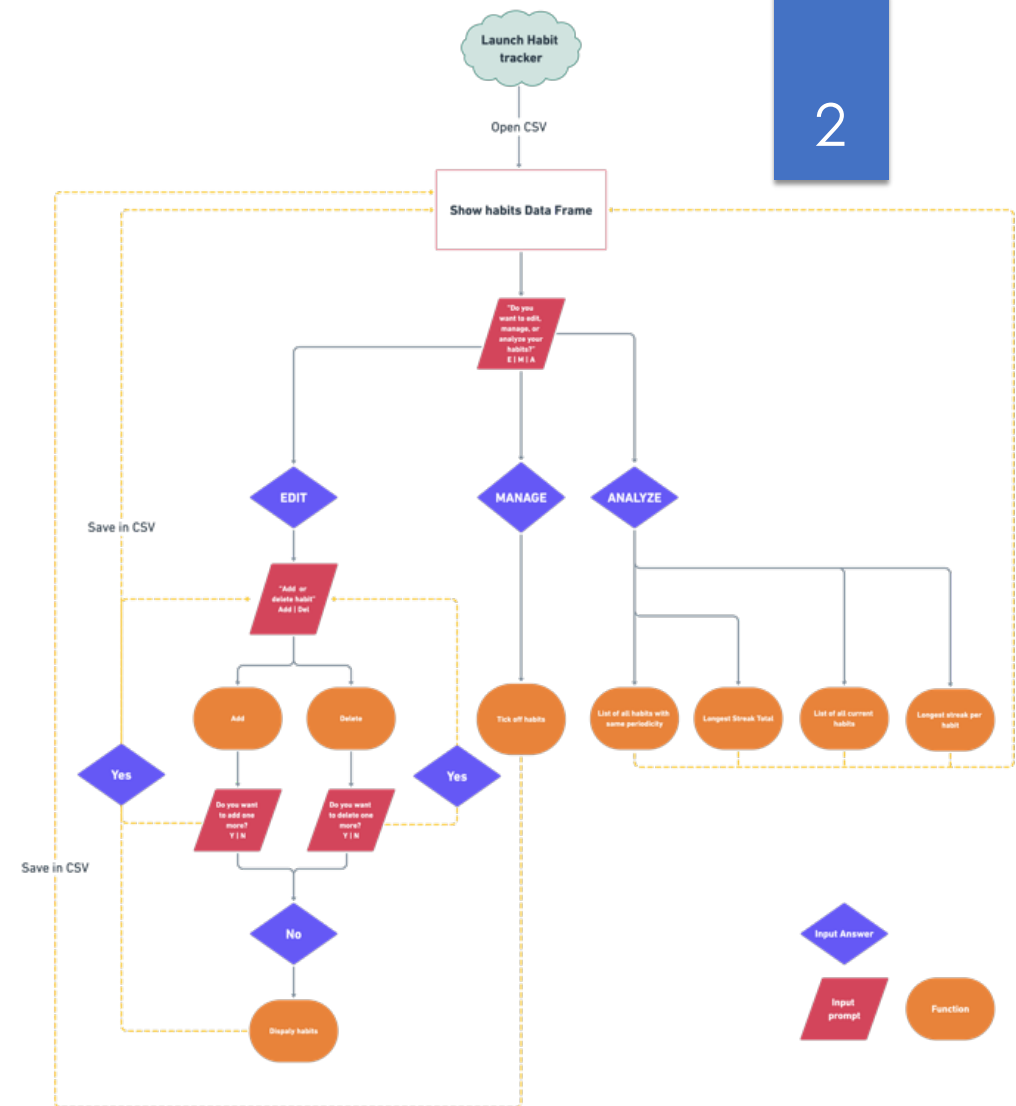 Launch Habit
tracker
2
Open CSV
Show habits Data Frame
"Do you
want to edit,
manage, or
analyze your
habits?"
E | M | A
EDIT
MANAGE
ANALYZE
Save in CSV
"Add or
delete habit"
Add | Del
Add
Delete
Tick off habits
List of all habits with
same periodicity
Longest Streak Total
List of all current
habits
Longest streak per
habit
Yes
Yes
Do you want
to add one
more?
Y | N
Do you want
to delete one
more?
Y | N
Save in CSV
No
Input Answer
Input
prompt
Function
Dispaly habits